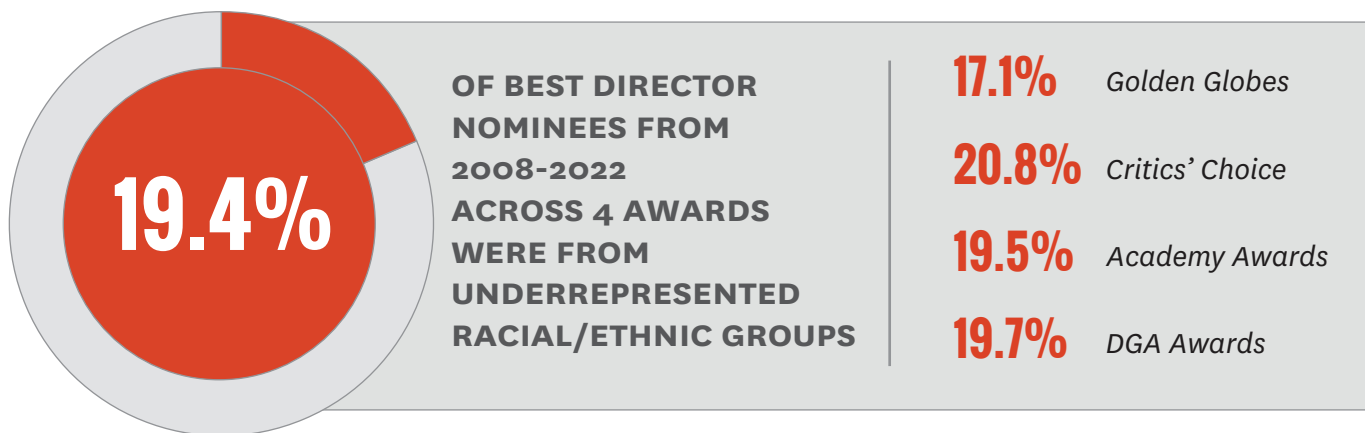 19.4%
OF BEST DIRECTOR
NOMINEES FROM
2008-2022
ACROSS 4 AWARDS
WERE FROM
UNDERREPRESENTED
RACIAL/ETHNIC GROUPS
17.1% Golden Globes
20.8% Critics’ Choice
19.5% Academy Awards
19.7% DGA Awards